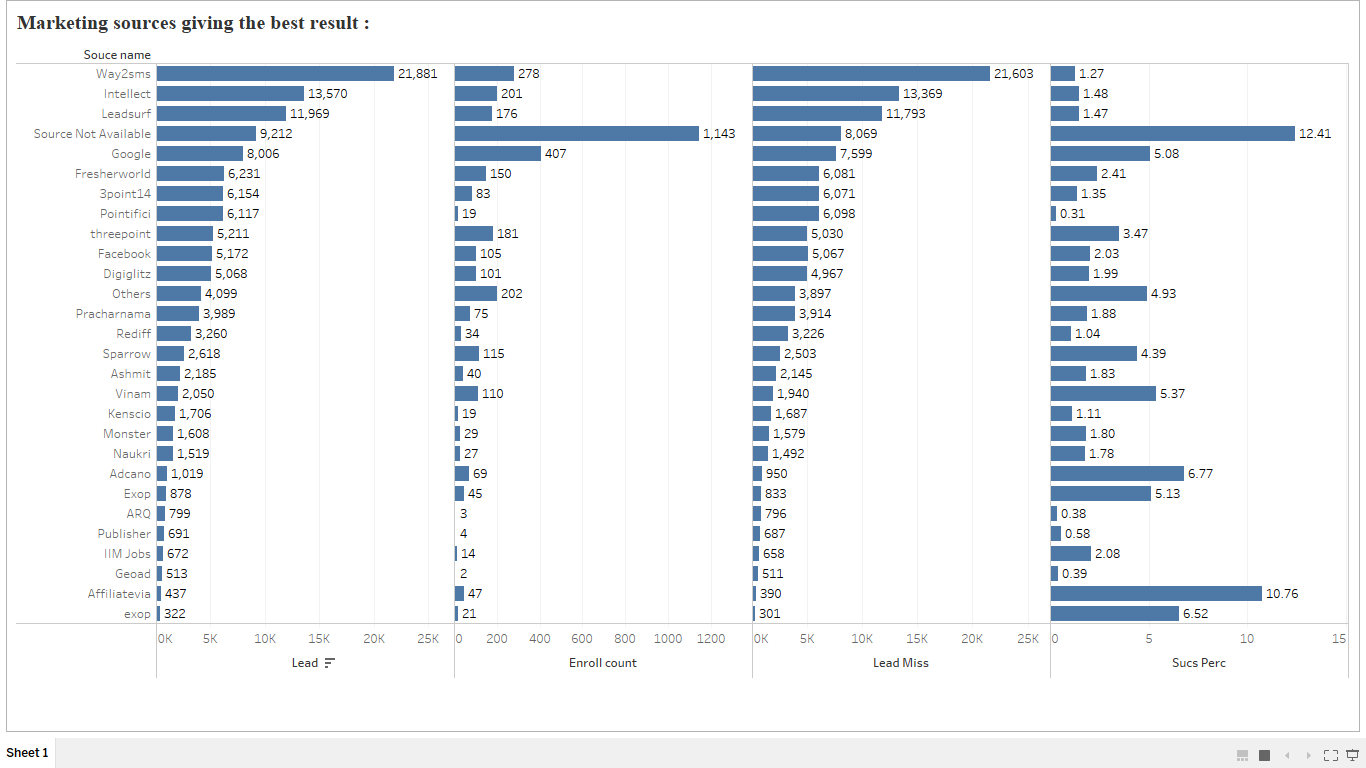 Marketing sources giving the best result :
Souce name
Way2sms 21,881 278 21,603 1.27
Intellect 13,570 201 13,369 1.48
Leadsurf 11,969 176 11,793 1.47
Source Not Available 9,212 1,143 8,069 12.41
Google 8,006 407 7,599 5.08
Fresherworld 6,231 150 6,081 2.41
3point14 6,154 83 6,071 1.35
Pointifici 6,117 19 6,098 0.31
threepoint 5,211 181 5,030 3.47
Facebook 5,172 105 5,067 2.03
Digiglitz 5,068 101 4,967 1.99
Others 4,099 202 3,897 4.93
Pracharnama 3,989 75 3,914 1.88
Rediff 3,260 34 3,226 1.04
Sparrow 2,618 115 2,503 4.39
Ashmit 2,185 40 2,145 1.83
Vinam 2,050 110 1,940 5.37
Kenscio 1,706 19 1,687 1.11
Monster 1,608 29 1,579 1.80
Naukri 1,519 27 1,492 1.78
Adcano 1,019 69 950 6.77
Exop 878 45 833 5.13
ARQ 799 3 796 0.38
Publisher 691 4 687 0.58
IIM Jobs 672 14 658 2.08
Geoad 513 2 511 0.39
Affiliatevia 437 47 390 10.76
exop 322 21 301 6.52
0K 5K 10K 15K 20K 25K 0 200 400 600 800 1000 1200 0K 5K 10K 15K 20K 25K 0 5 10 15
Lead Enroll count Lead Miss Sucs Perc
Sheet 1